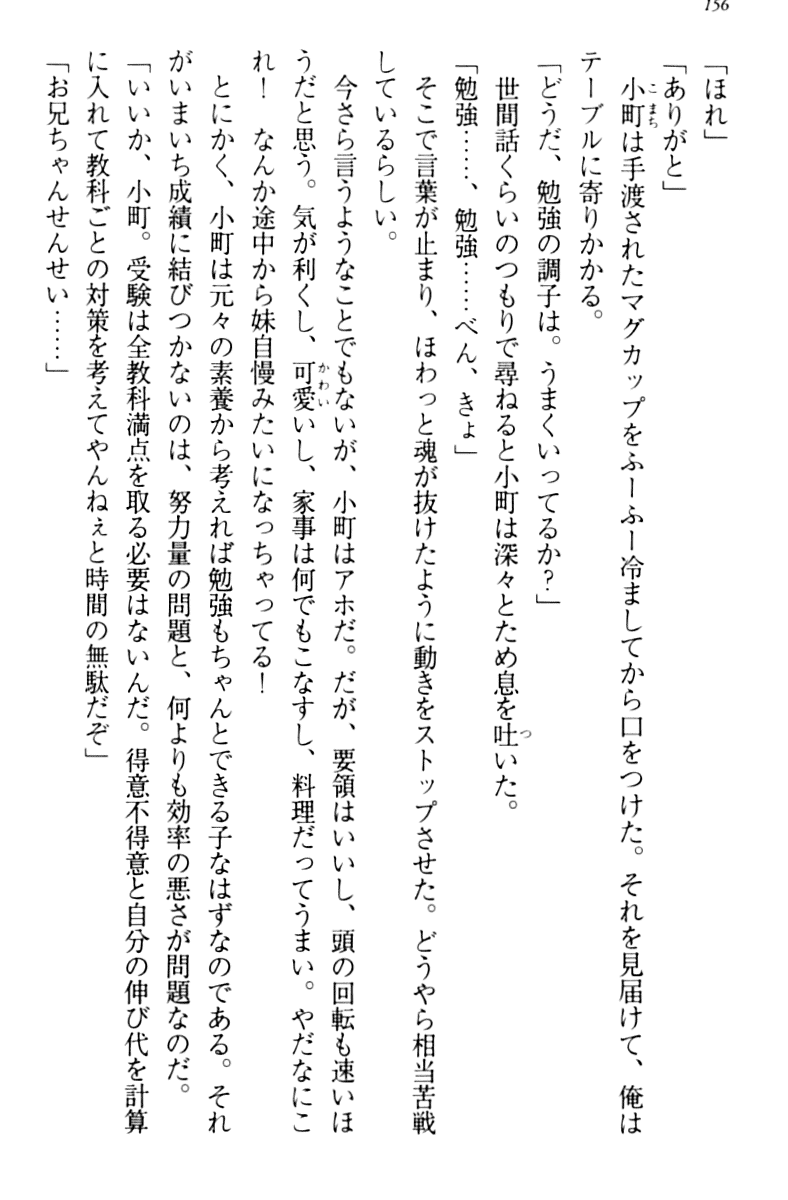 156
「ほれ」
「ありがと」
　小町は手渡されたマグカップをふーふー冷ましてから口をつけた。それを見届けて、俺は
テーブルに寄りかかる。
「どうだ、勉強の調子は。うまくいってるか？」
　世間話くらいのつもりで尋ねると小町は深々とため息を吐いた。
「勉強……、勉強……べん、きょ」
　そこで言葉が止まり、ほわっと魂が抜けたように動きをストップさせた。どうやら相当苦戦
しているらしい。
　今さら言うようなことでもないが、小町はアホだ。だが、要領はいいし、頭の回転も速いほ
うだと思う。気が利くし、可愛いし、家事は何でもこなすし、料理だってうまい。やだなにこ
れ！　なんか途中から妹自慢みたいになっちゃってる！
　とにかく、小町は元々の素養から考えれば勉強もちゃんとできる子なはずなのである。それ
がいまいち成績に結びつかないのは、努力量の問題と、何よりも効率の悪さが問題なのだ。
「いいか、小町。受験は全教科満点を取る必要はないんだ。得意不得意と自分の伸び代を計算
に入れて教科ごとの対策を考えてやんねぇと時間の無駄だぞ」
「お兄ちゃんせんせい……」